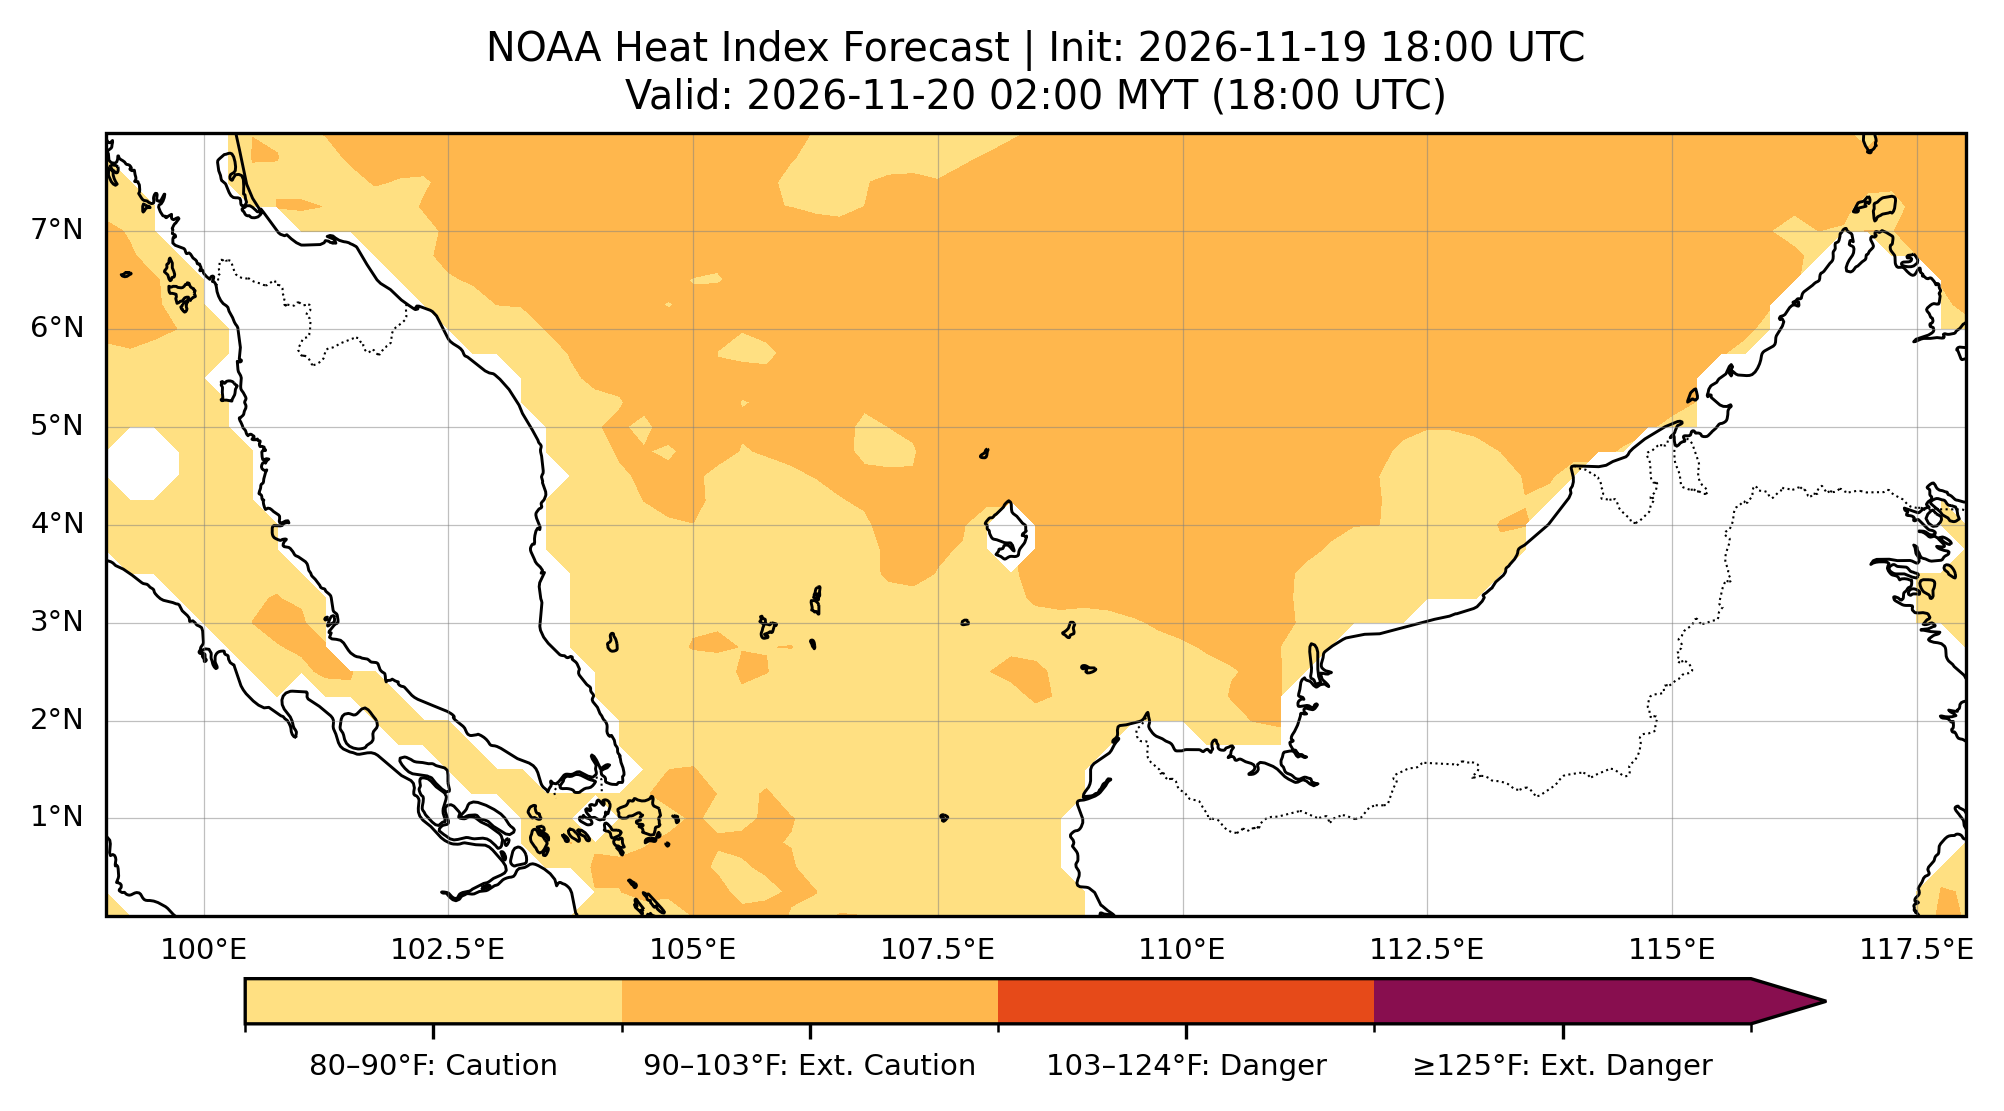 NOAA Heat Index Forecast | Init: 2026-11-19 18:00 UTC
Valid: 2026-11-20 02:00 MYT (18:00 UTC)
7°N
6°N
5°N
4°N
3°N
2°N
1°N
100°E
102.5°E
105°E
107.5°E
110°E
112.5°E
115°E
117.5°E
80–90°F: Caution
90–103°F: Ext. Caution
103–124°F: Danger
≥125°F: Ext. Danger